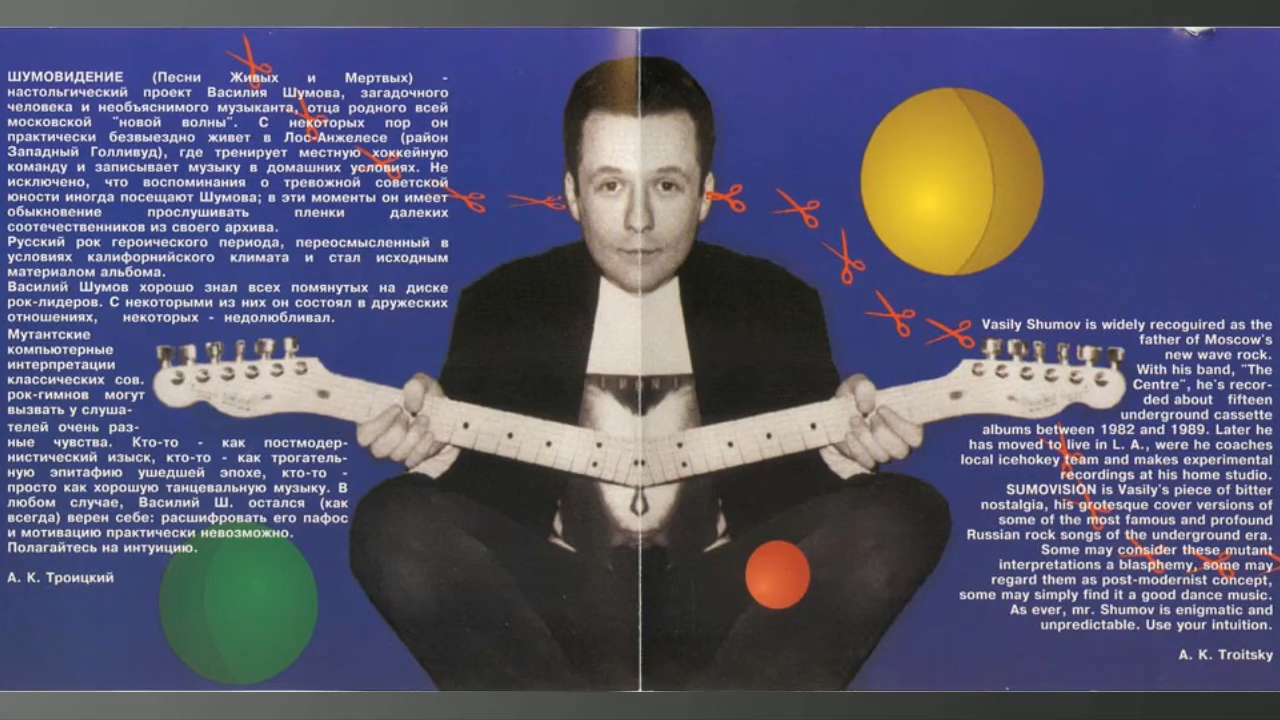 ШУМОВИДЕНИЕ (Песни Живых и Мертвых) -
настольгический проект Василия Шумова, загадочного
человека и необъяснимого музыканта, отца родного всей
московской "новой волны". С некоторых пор он
практически безвыездно живет в Лос-Анжелесе (район
Западный Голливуд), где тренирует местную хоккейную
команду и записывает музыку в домашних условиях. Не
исключено, что воспоминания о тревожной советской
юности иногда посещают Шумова; в эти моменты он имеет
обыкновение прослушивать пленки далеких
соотечественников из своего архива.
Русский рок героического периода, переосмысленный в
условиях калифорнийского климата и стал исходным
материалом альбома.
Василий Шумов хорошо знал всех помянутых на диске
рок-лидеров. С некоторыми из них он состоял в дружеских
отношениях, некоторых - недолюбливал.
Мутантские
компьютерные
интерпретации
классических сов.
рок-гимнов могут
вызвать у слуша-
телей очень раз-
ные чувства. Кто-то - как постмодер-
нистический изыск, кто-то - как трогатель-
ную эпитафию ушедшей эпохе, кто-то -
просто как хорошую танцевальную музыку. В
любом случае, Василий Ш. остался (как
всегда) верен себе: расшифровать его пафос
и мотивацию практически невозможно.
Полагайтесь на интуицию.
А. К. Троицкий
Vasily Shumov is widely recoguired as the
father of Moscow's
new wave rock.
With his band, "The
Centre", he's recor-
ded about fifteen
underground cassette
albums between 1982 and 1989. Later he
has moved to live in L. A., were he coaches
local icehokey team and makes experimental
recordings at his home studio.
SUMOVISION is Vasily's piece of bitter
nostalgia, his grotesque cover versions of
some of the most famous and profound
Russian rock songs of the underground era.
Some may consider these mutant
interpretations a blasphemy, some may
regard them as post-modernist concept,
some may simply find it a good dance music.
As ever, mr. Shumov is enigmatic and
unpredictable. Use your intuition.
A. K. Troitsky